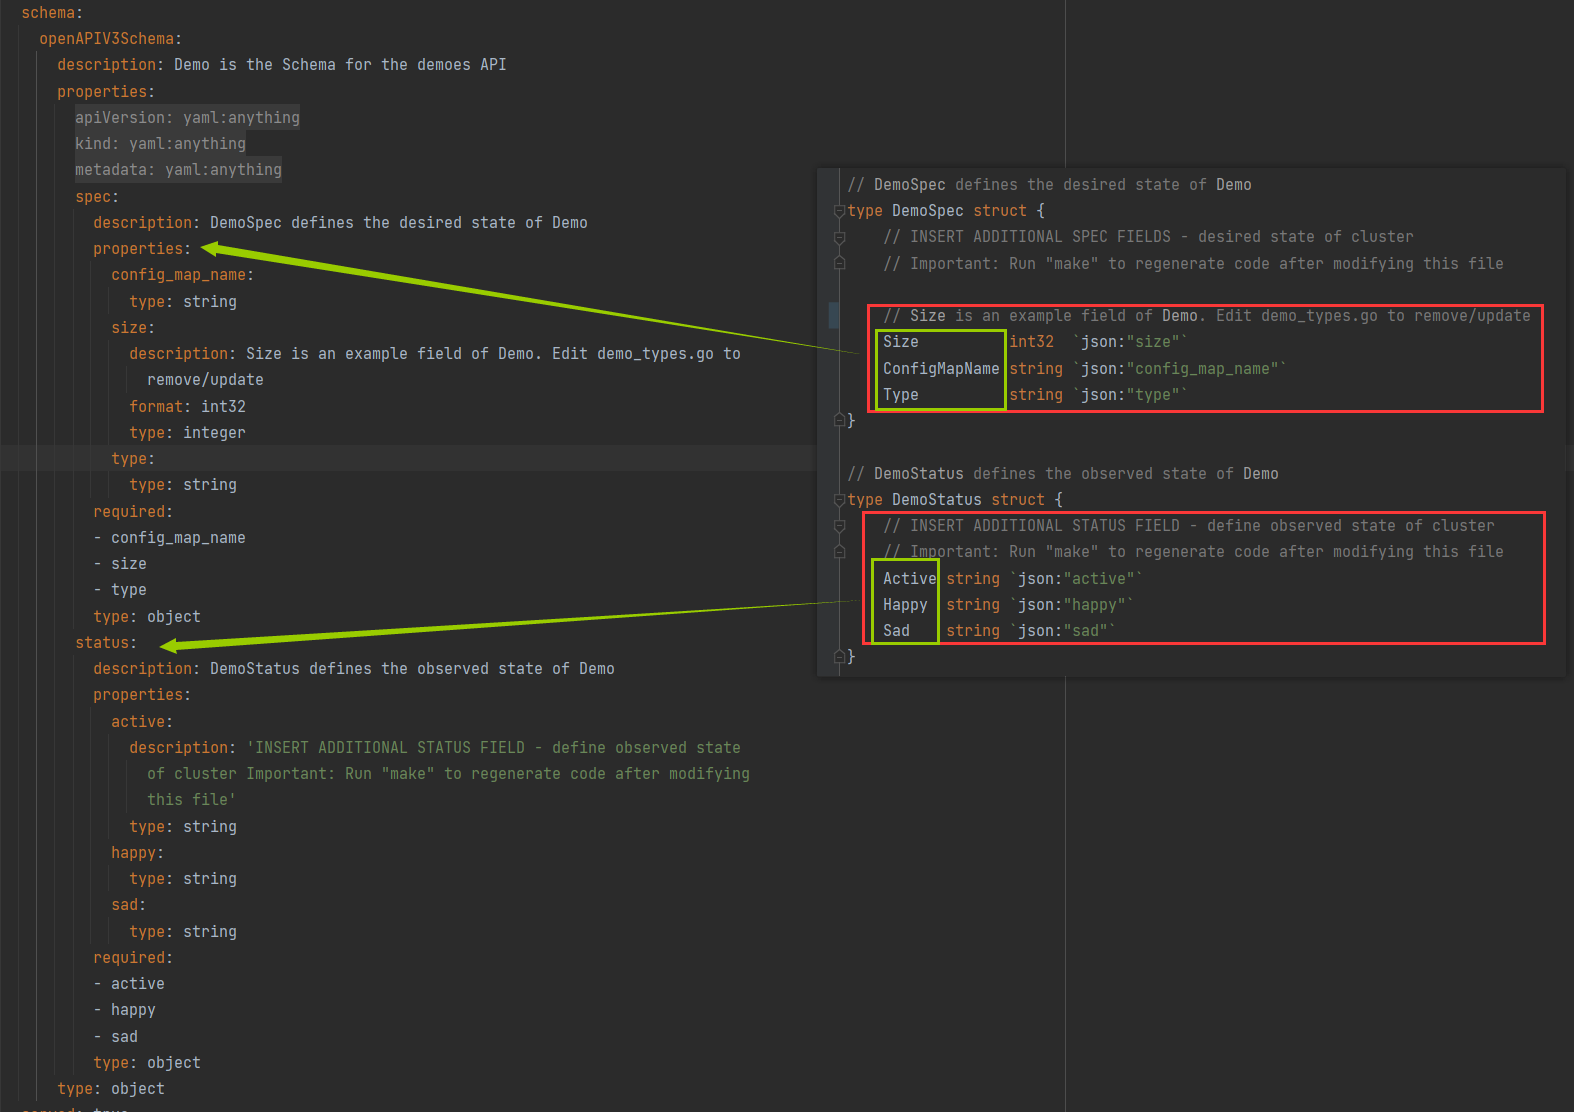 schema:
openAPIV3Schema:
description: Demo is the Schema for the demoes API
properties:
apiVersion: yaml:anything
kind: yaml:anything
metadata: yaml:anything
spec:
description: DemoSpec defines the desired state of Demo
properties:
config_map_name:
type: string
size:
description: Size is an example field of Demo. Edit demo_types.go to
remove/update
format: int32
type: integer
type:
type: string
required:
- config_map_name
- size
- type
type: object
status:
description: DemoStatus defines the observed state of Demo
properties:
active:
description: 'INSERT ADDITIONAL STATUS FIELD - define observed state
of cluster Important: Run "make" to regenerate code after modifying
this file'
type: string
happy:
type: string
sad:
type: string
required:
- active
- happy
- sad
type: object
type: object
served: true
// DemoSpec defines the desired state of Demo
type DemoSpec struct {
// INSERT ADDITIONAL SPEC FIELDS - desired state of cluster
// Important: Run "make" to regenerate code after modifying this file
// Size is an example field of Demo. Edit demo_types.go to remove/update
Size int32 `json:"size"`
ConfigMapName string `json:"config_map_name"`
Type string `json:"type"`
}
// DemoStatus defines the observed state of Demo
type DemoStatus struct {
// INSERT ADDITIONAL STATUS FIELD - define observed state of cluster
// Important: Run "make" to regenerate code after modifying this file
Active string `json:"active"`
Happy string `json:"happy"`
Sad string `json:"sad"`
}